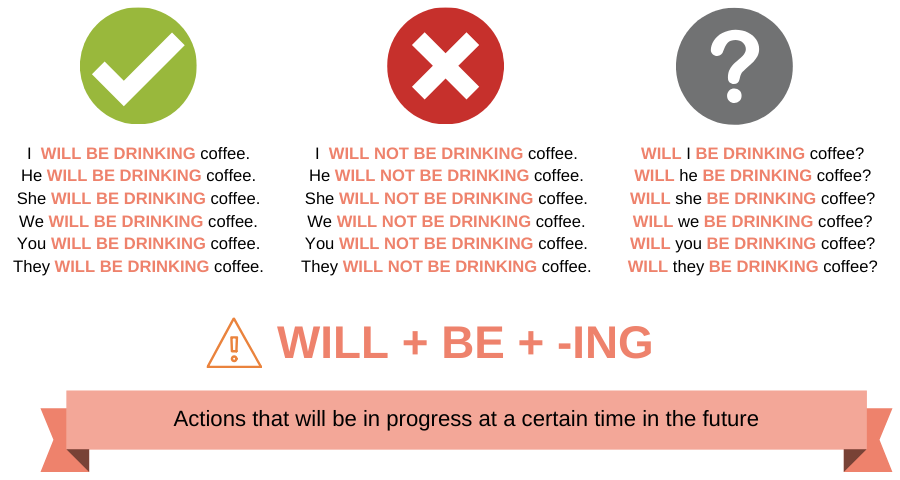 I WILL BE DRINKING coffee.
He WILL BE DRINKING coffee.
She WILL BE DRINKING coffee.
We WILL BE DRINKING coffee.
You WILL BE DRINKING coffee.
They WILL BE DRINKING coffee.
I WILL NOT BE DRINKING coffee.
He WILL NOT BE DRINKING coffee.
She WILL NOT BE DRINKING coffee.
We WILL NOT BE DRINKING coffee.
You WILL NOT BE DRINKING coffee.
They WILL NOT BE DRINKING coffee.
WILL I BE DRINKING coffee?
WILL he BE DRINKING coffee?
WILL she BE DRINKING coffee?
WILL we BE DRINKING coffee?
WILL you BE DRINKING coffee?
WILL they BE DRINKING coffee?
WILL + BE + -ING
Actions that will be in progress at a certain time in the future